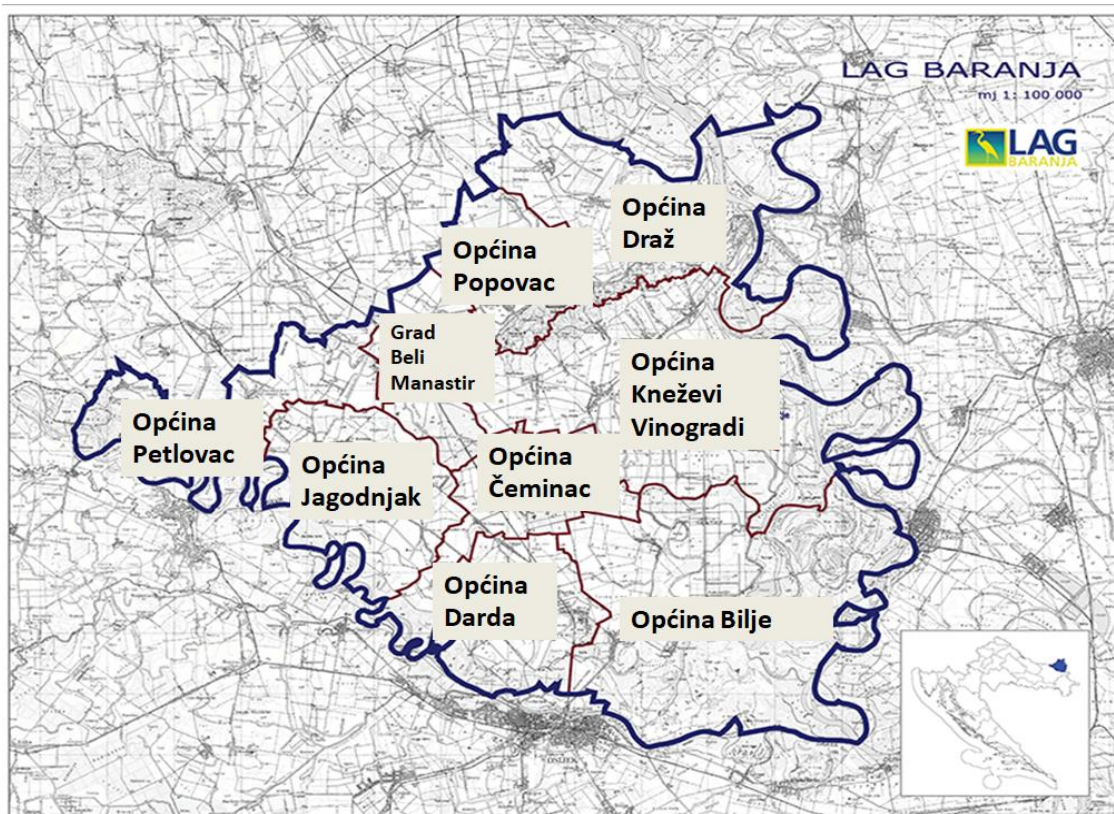 LAG BARANJA
mj 1: 100 000
LAG
BARANJA
Općina
Draž
Općina
Popovac
Grad
Beli
Manastir
Općina
Kneževi
Vinogradi
Općina
Petlovac
Općina
Jagodnjak
Općina
Čeminac
Općina
Darda
Općina Bilje
OSIJEK